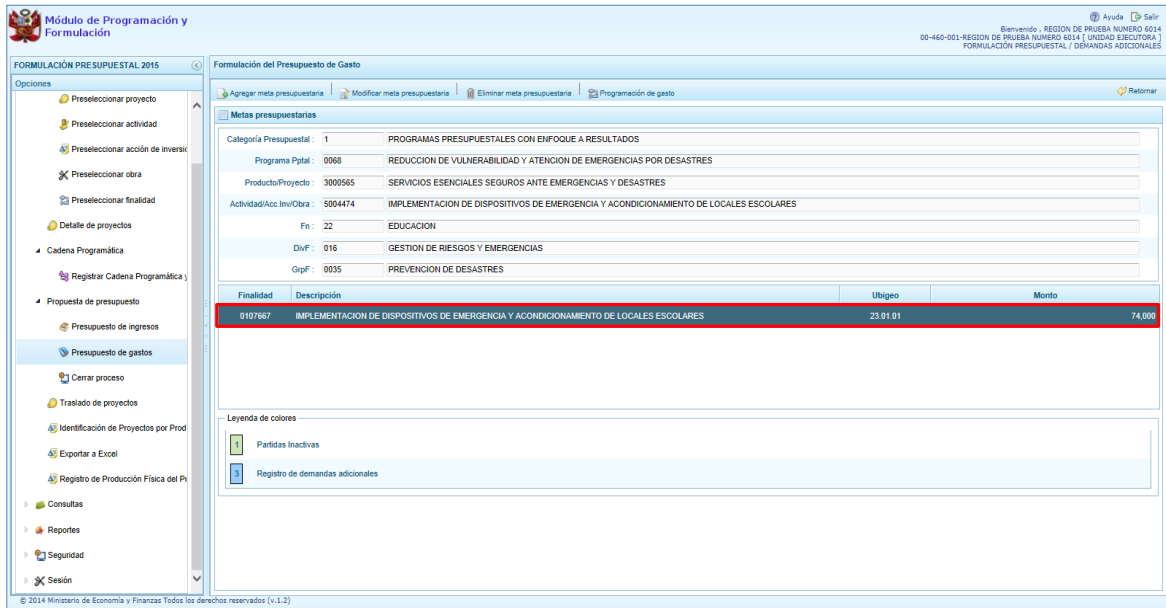 Módulo de Programación y
Formulación
Ayuda Salir
Bienvenido , REGION DE PRUEBA NUMERO 6014
00-460-001-REGION DE PRUEBA NUMERO 6014 [ UNIDAD EJECUTORA ]
FORMULACIÓN PRESUPUESTAL / DEMANDAS ADICIONALES
FORMULACIÓN PRESUPUESTAL 2015
Opciones
Preseleccionar proyecto
Preseleccionar actividad
Preseleccionar acción de inversió
Preseleccionar obra
Preseleccionar finalidad
Detalle de proyectos
Cadena Programática
Registrar Cadena Programática y
Propuesta de presupuesto
Presupuesto de ingresos
Presupuesto de gastos
Cerrar proceso
Traslado de proyectos
Identificación de Proyectos por Prod
Exportar a Excel
Registro de Producción Física del Pr
Consultas
Reportes
Seguridad
Sesión
Formulación del Presupuesto de Gasto
Agregar meta presupuestaria Modificar meta presupuestaria Eliminar meta presupuestaria Programación de gasto Retornar
Metas presupuestarias
Categoría Presupuestal : 1 PROGRAMAS PRESUPUESTALES CON ENFOQUE A RESULTADOS
Programa Pptal : 0068 REDUCCION DE VULNERABILIDAD Y ATENCION DE EMERGENCIAS POR DESASTRES
Producto/Proyecto : 3000565 SERVICIOS ESENCIALES SEGUROS ANTE EMERGENCIAS Y DESASTRES
Actividad/Acc.Inv/Obra : 5004474 IMPLEMENTACION DE DISPOSITIVOS DE EMERGENCIA Y ACONDICIONAMIENTO DE LOCALES ESCOLARES
Fn : 22 EDUCACION
DivF : 016 GESTION DE RIESGOS Y EMERGENCIAS
GrpF : 0035 PREVENCION DE DESASTRES
Finalidad Descripción Ubigeo Monto
0107667 IMPLEMENTACION DE DISPOSITIVOS DE EMERGENCIA Y ACONDICIONAMIENTO DE LOCALES ESCOLARES 23.01.01 74,000
Leyenda de colores
1 Partidas Inactivas
3 Registro de demandas adicionales
© 2014 Ministerio de Economía y Finanzas Todos los derechos reservados (v.1.2)